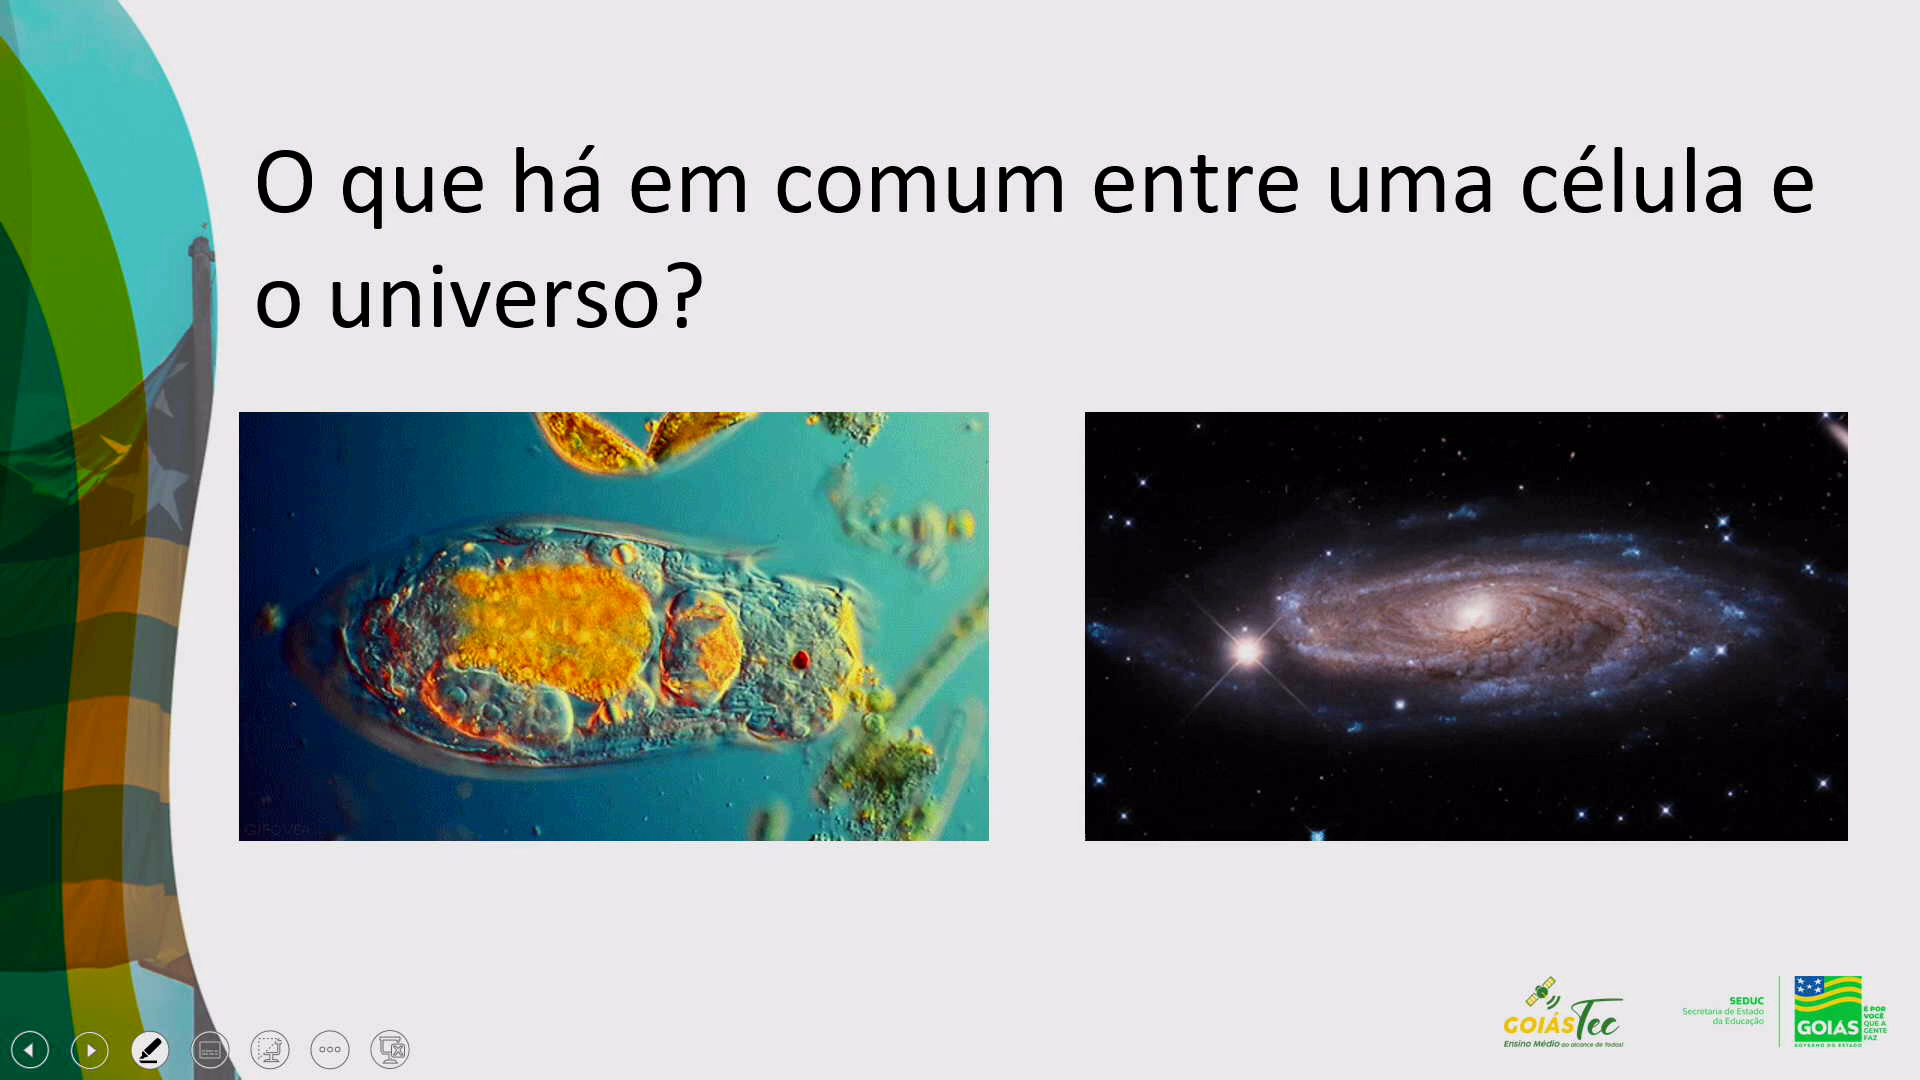 O que há em comum entre uma célula e
o universo?
GIFOVEA
GOIÁSTec
Ensino Médio ao alcance de todos!
SEDUC
Secretaria de Estado
da Educação
GOIÁS
GOVERNO DO ESTADO
É POR
VOCÊ
QUE A
GENTE
FAZ